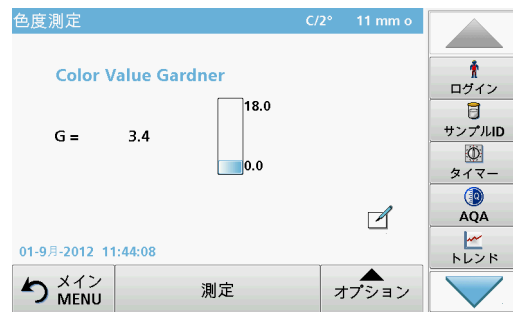 色度測定 C/2° 11 mm o
Color Value Gardner
18.0
G = 3.4
0.0
01-9月-2012 11:44:08
メイン
MENU
測定
オプション
ログイン
サンプルID
タイマー
AQA
トレンド